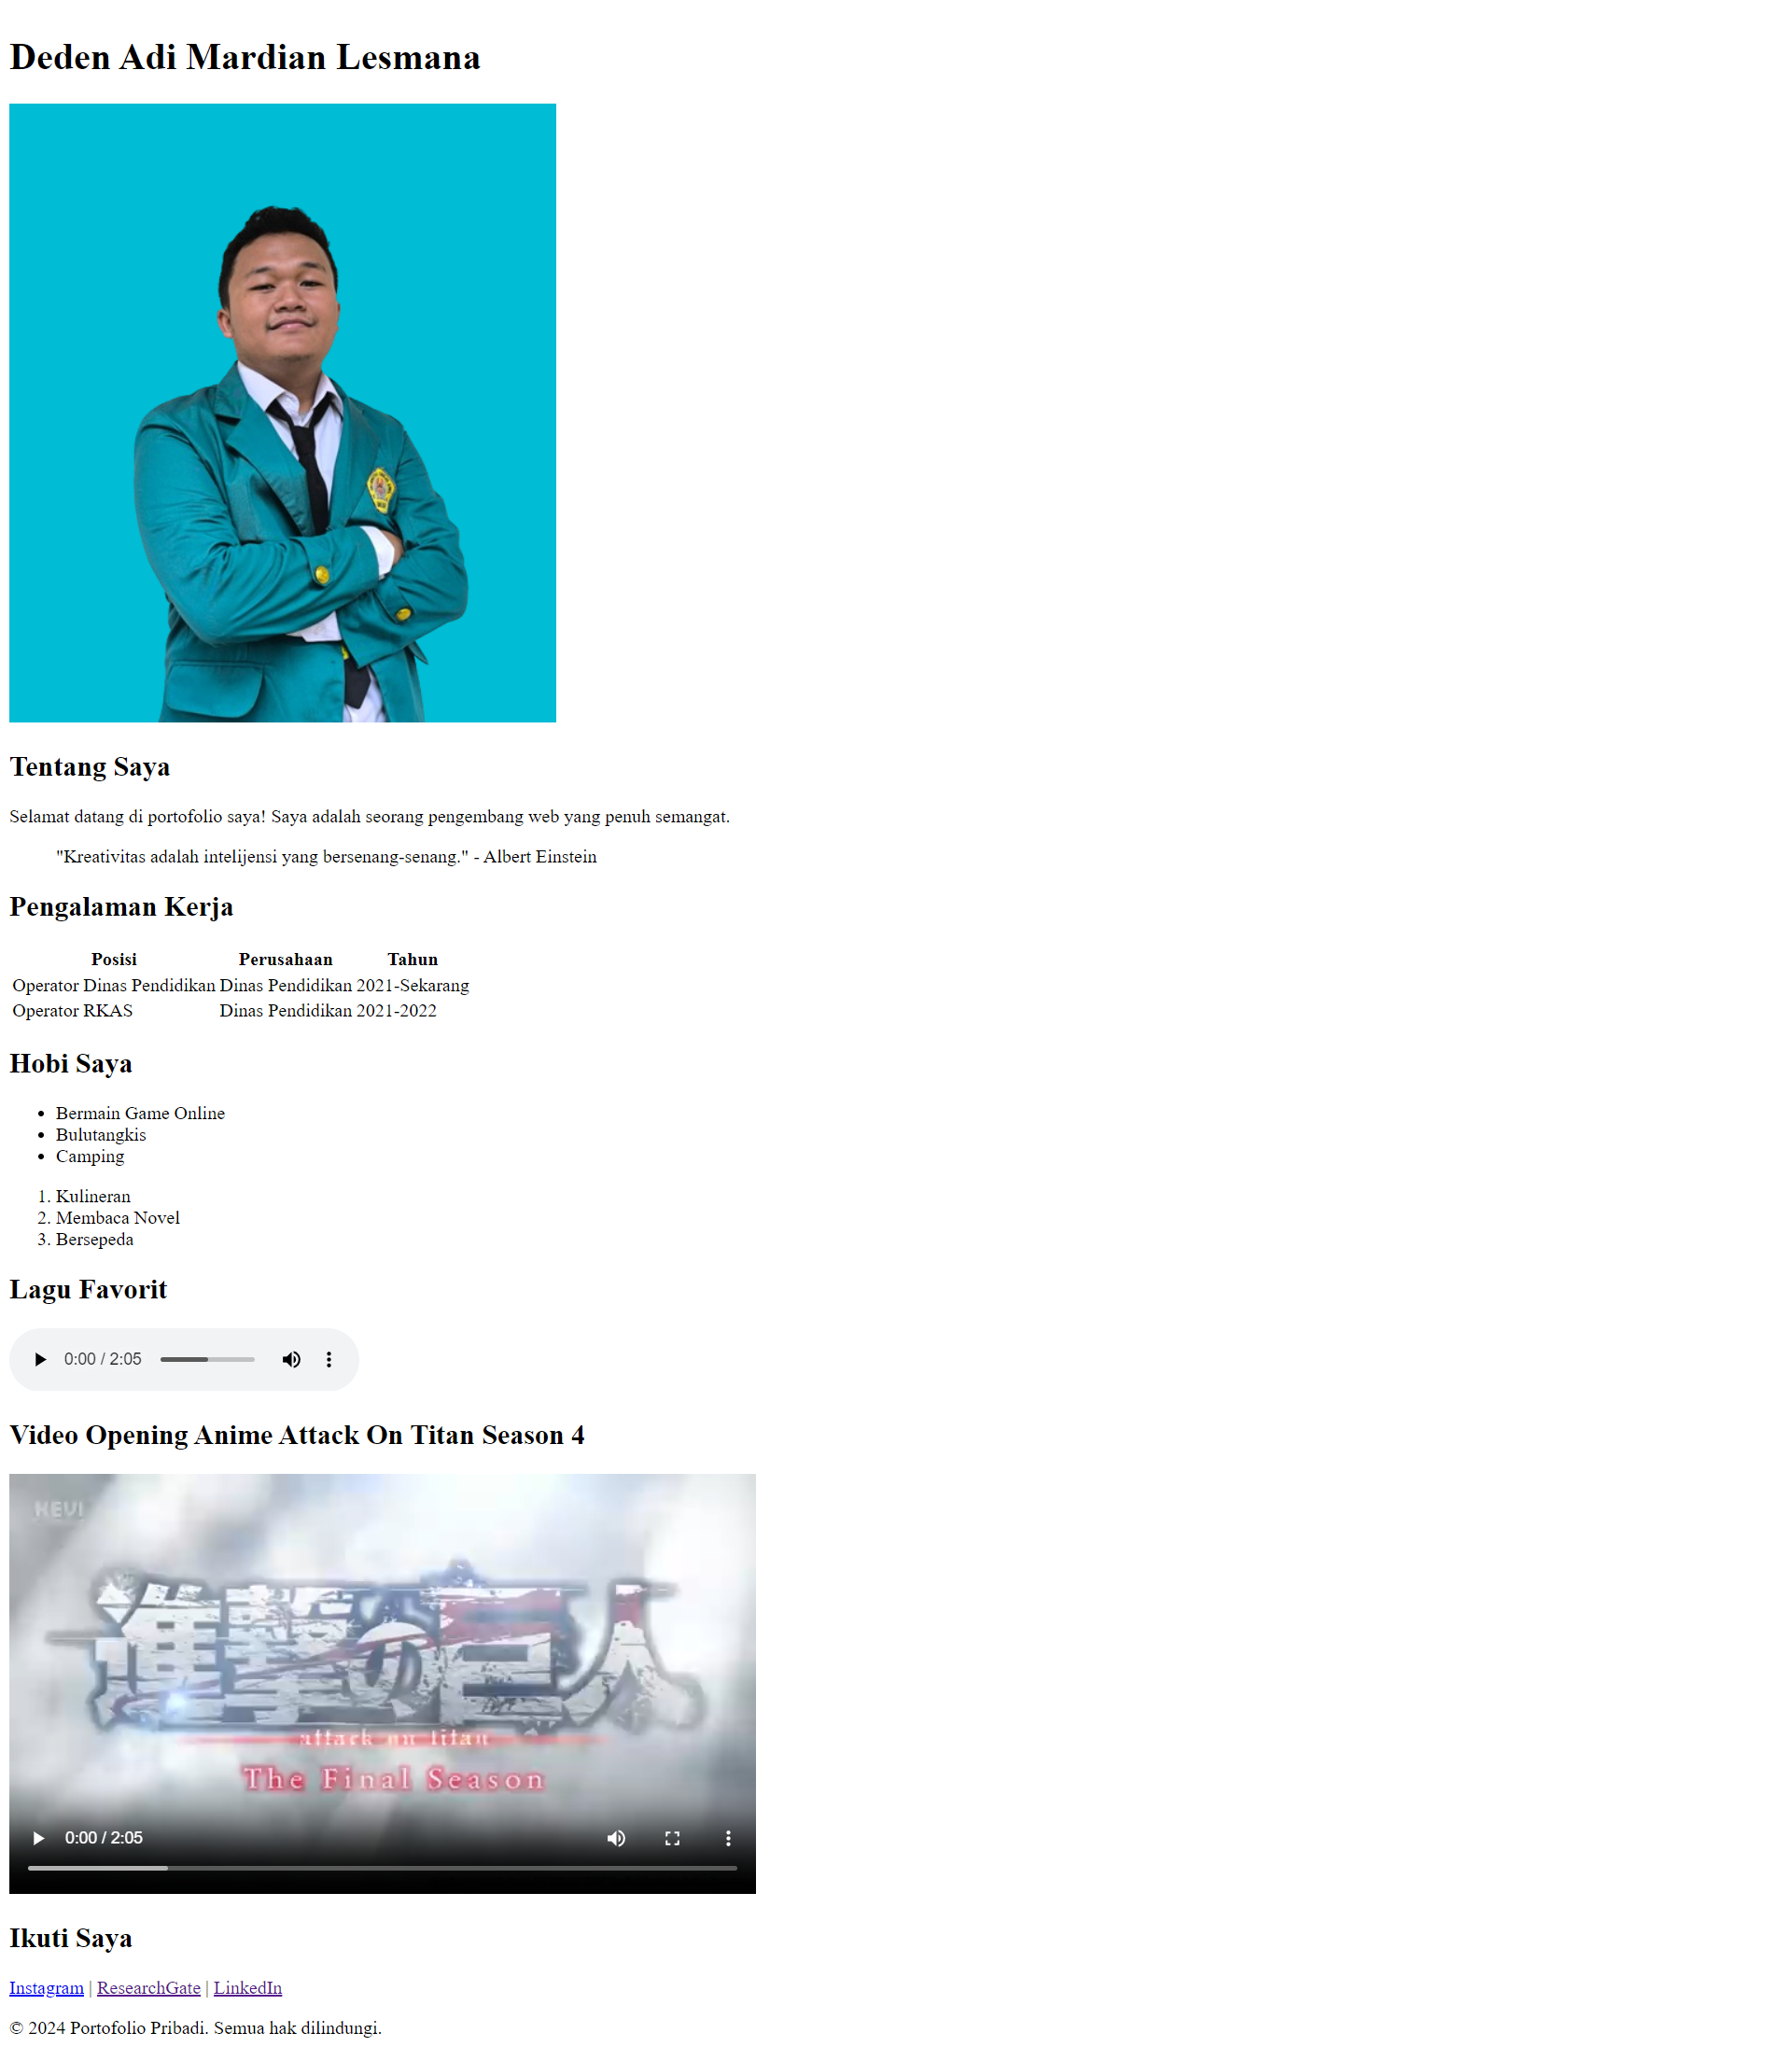 Deden Adi Mardian Lesmana
Tentang Saya
Selamat datang di portofolio saya! Saya adalah seorang pengembang web yang penuh semangat.
"Kreativitas adalah intelijensi yang bersenang-senang." - Albert Einstein
Pengalaman Kerja
Posisi Perusahaan Tahun
Operator Dinas Pendidikan Dinas Pendidikan 2021-Sekarang
Operator RKAS Dinas Pendidikan 2021-2022
Hobi Saya
• Bermain Game Online
• Bulutangkis
• Camping
1. Kulineran
2. Membaca Novel
3. Bersepeda
Lagu Favorit
0:00 / 2:05
Video Opening Anime Attack On Titan Season 4
進撃の巨人
attack on titan
The Final Season
0:00 / 2:05
Ikuti Saya
Instagram | ResearchGate | LinkedIn
© 2024 Portofolio Pribadi. Semua hak dilindungi.